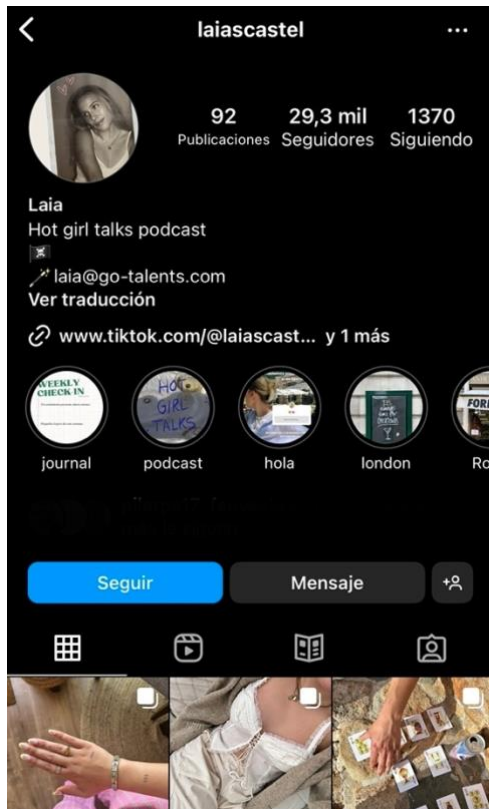 laiascastel
92 29,3 mil 1370
Publicaciones Seguidores Siguiendo
Laia
Hot girl talks podcast
laia@go-talents.com
Ver traducción
www.tiktok.com/@laiascast... y 1 más
WEEKLY
CHECK IN
HOT
GIRL
TALKS
FOR
journal podcast hola london Ro
Seguir Mensaje